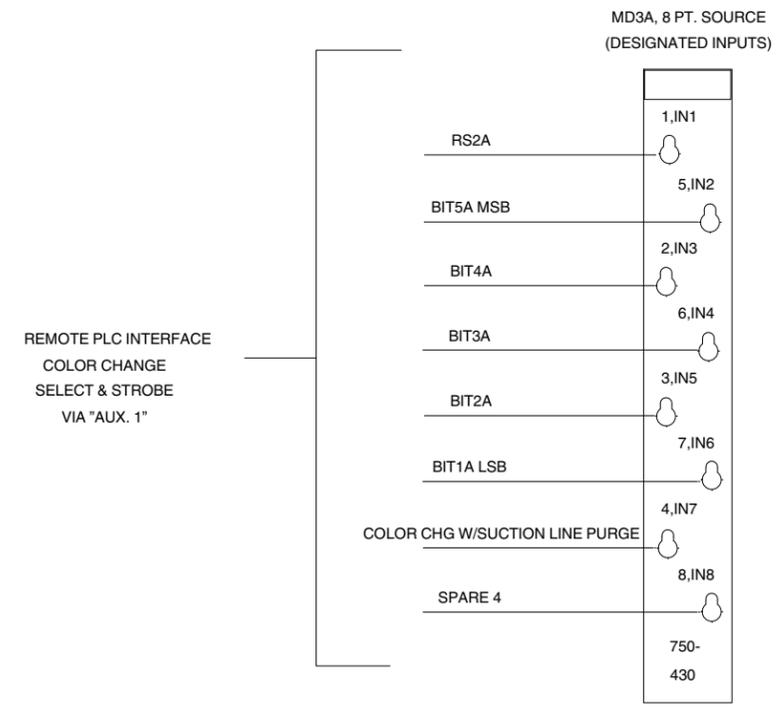 MD3A, 8 PT. SOURCE
(DESIGNATED INPUTS)
1,IN1
RS2A
5,IN2
BIT5A MSB
2,IN3
BIT4A
6,IN4
BIT3A
REMOTE PLC INTERFACE
COLOR CHANGE
SELECT & STROBE
VIA "AUX. 1"
3,IN5
BIT2A
7,IN6
BIT1A LSB
4,IN7
COLOR CHG W/SUCTION LINE PURGE
8,IN8
SPARE 4
750-
430